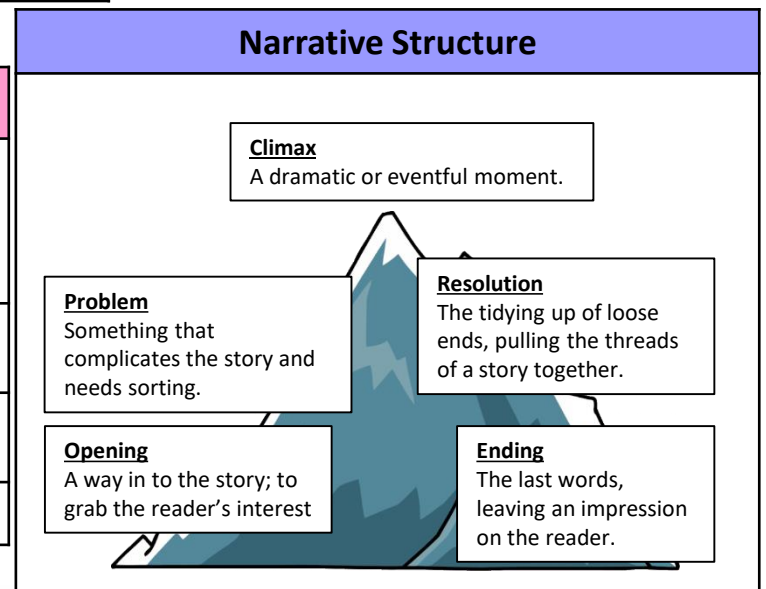 Narrative Structure
Climax
A dramatic or eventful moment.
Problem
Something that
complicates the story and
needs sorting.
Resolution
The tidying up of loose
ends, pulling the threads
of a story together.
Opening
A way in to the story; to
grab the reader's interest
Ending
The last words,
leaving an impression
on the reader.